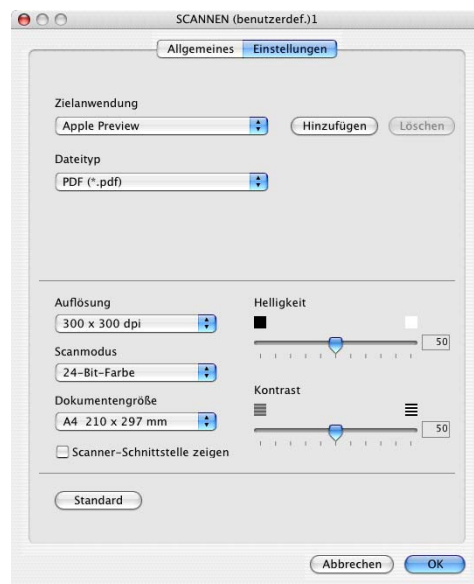 SCANNEN (benutzerdef.)1
Allgemeines Einstellungen
Zielanwendung
Apple Preview Hinzufügen Löschen
Dateityp
PDF (*.pdf)
Auflösung Helligkeit
300 x 300 dpi
50
Scanmodus
24-Bit-Farbe
Kontrast
Dokumentengröße
A4 210 x 297 mm
50
Scanner-Schnittstelle zeigen
Standard
Abbrechen OK